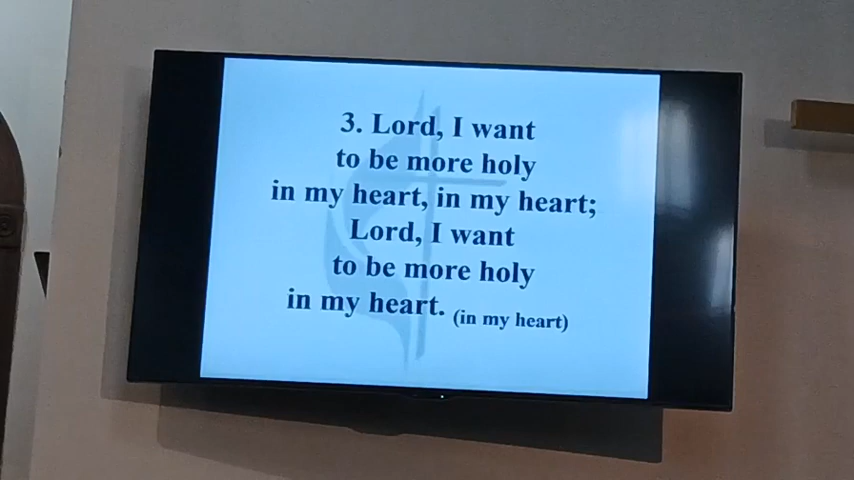 3. Lord, I want
to be more holy
in my heart, in my heart;
Lord, I want
to be more holy
in my heart. (in my heart)